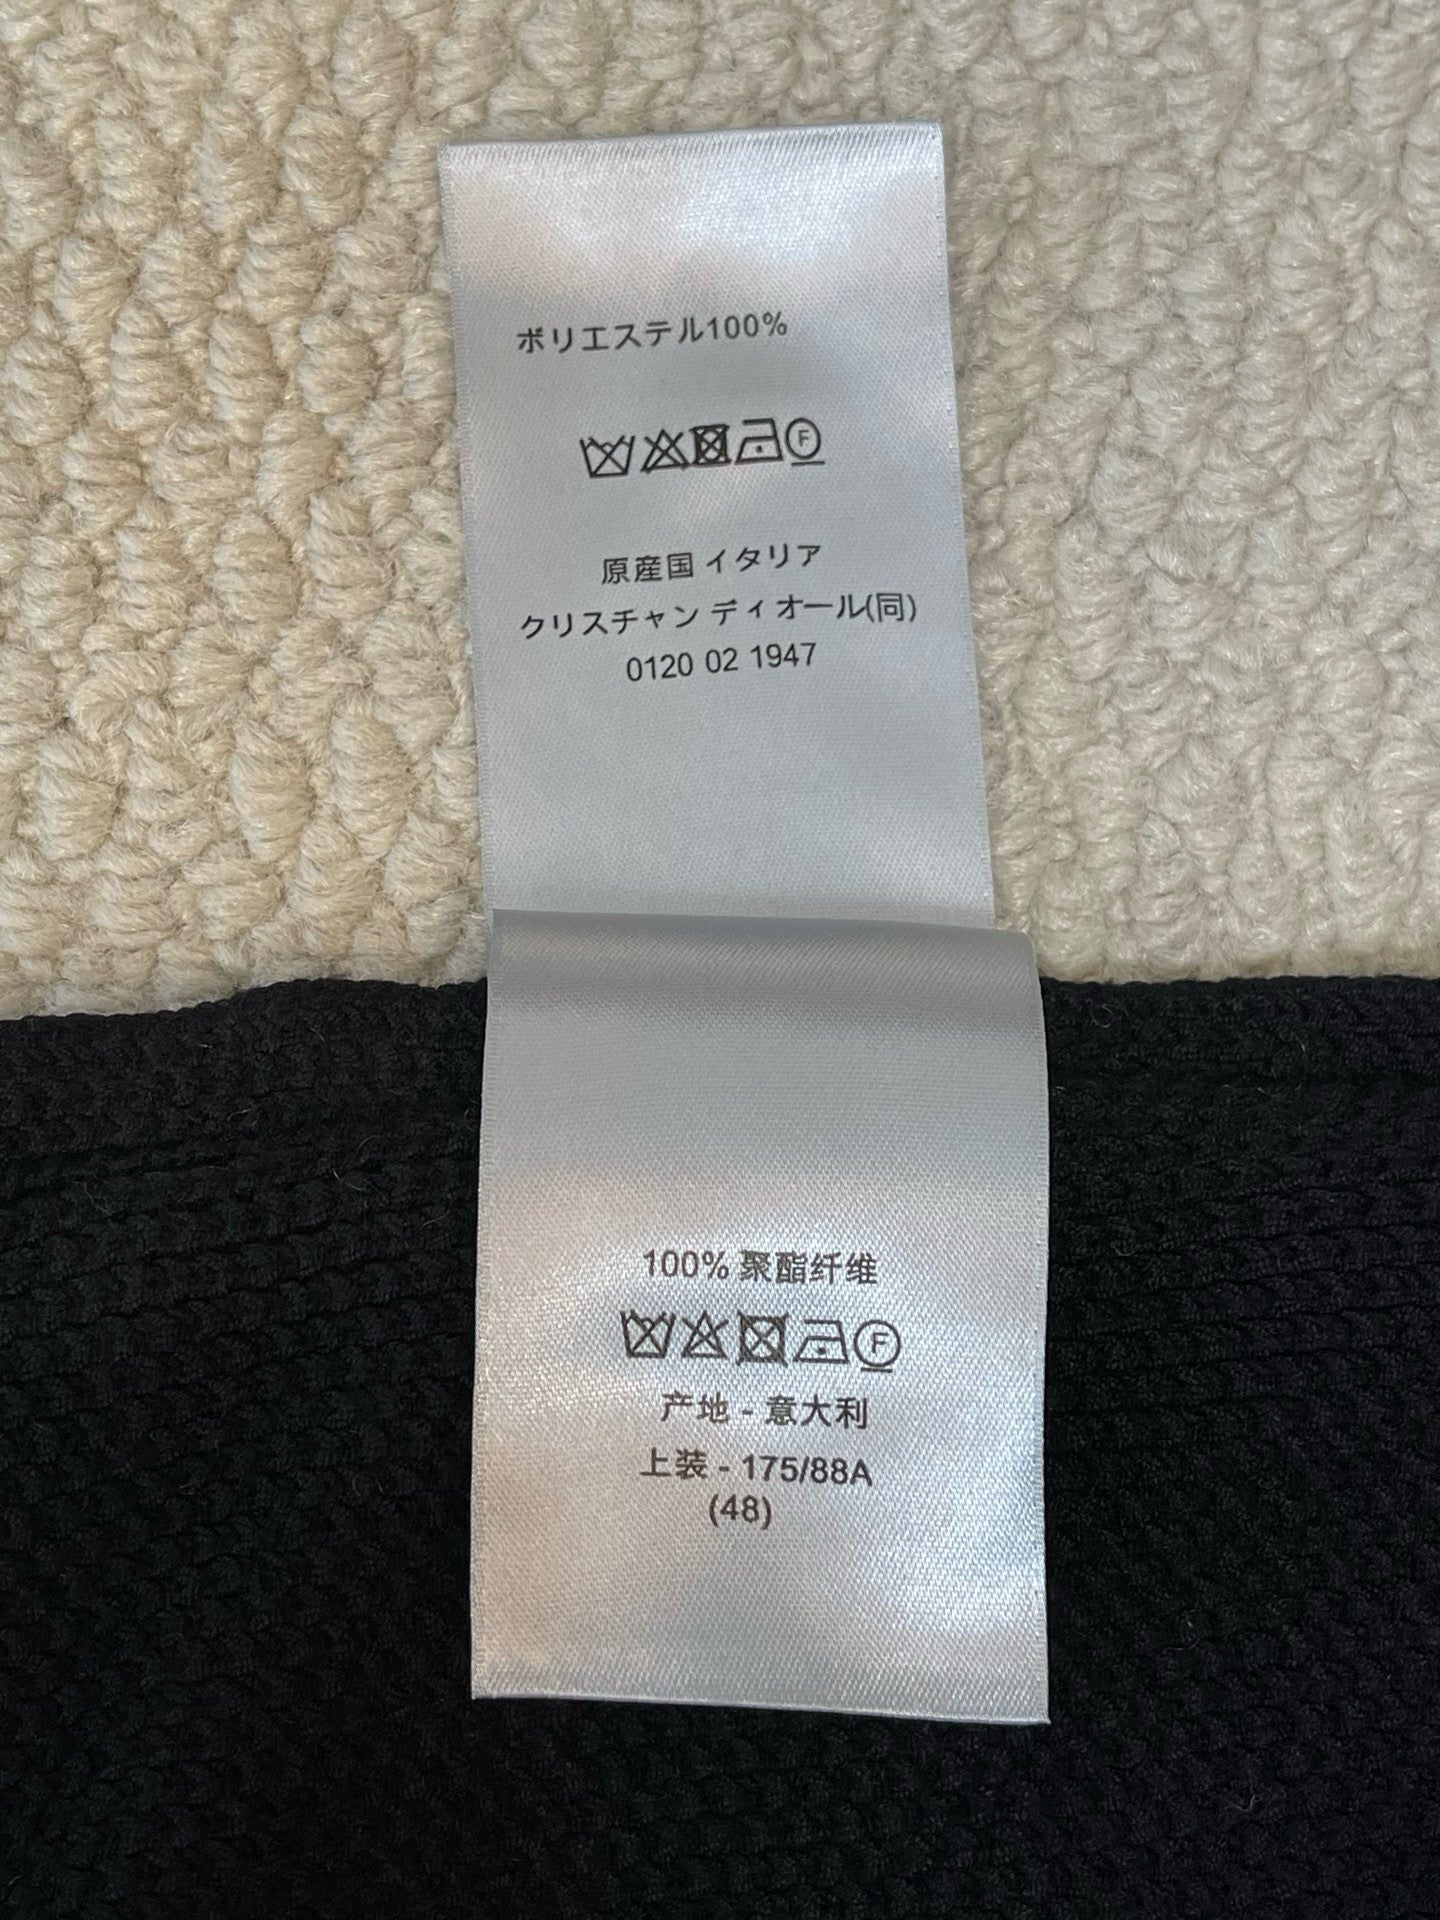 ポリエステル100%
F
原産国 イタリア
クリスチャン ディオール(同)
0120 02 1947
100% 聚酯纤维
F
产地 - 意大利
上装 - 175/88A
(48)